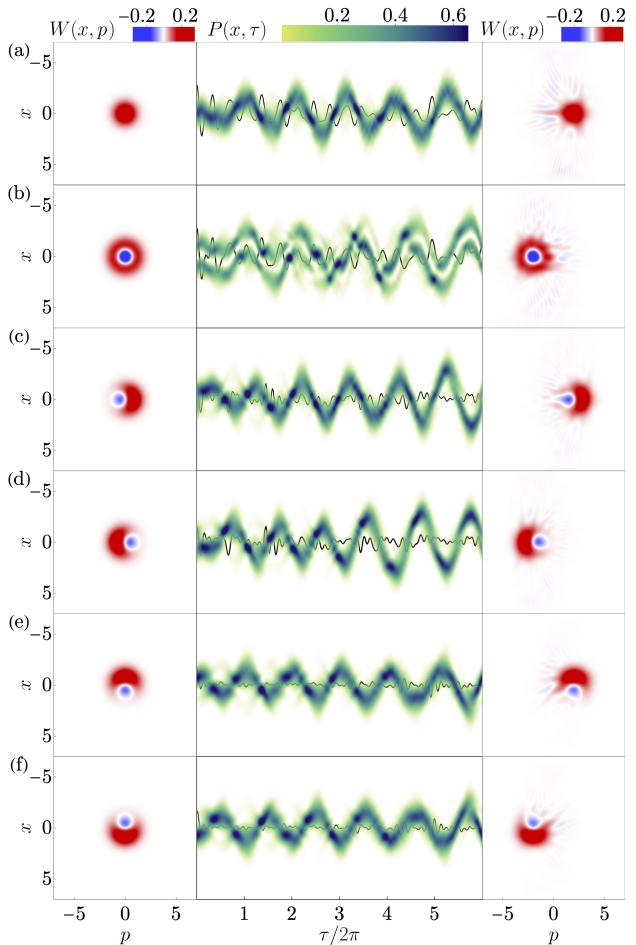 −0.2 0.2 0.2 0.4 0.6 −0.2 0.2
W(x, p) P(x, τ) W(x, p)
(a)
−5
x 0
5
(b)
−5
x 0
5
(c)
−5
x 0
5
(d)
−5
x 0
5
(e)
−5
x 0
5
(f)
−5
x 0
5
−5 0 5 1 2 3 4 5 −5 0 5
p τ/2π p